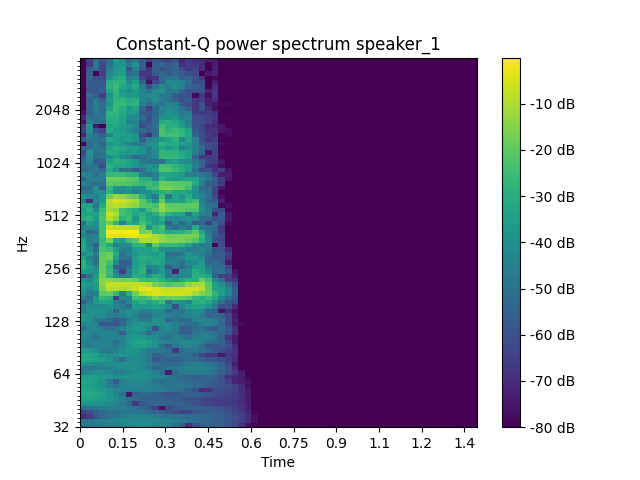 Constant-Q power spectrum speaker_1
Hz
2048
1024
512
256
128
64
32
0 0.15 0.3 0.45 0.6 0.75 0.9 1.1 1.2 1.4
Time
-10 dB
-20 dB
-30 dB
-40 dB
-50 dB
-60 dB
-70 dB
-80 dB